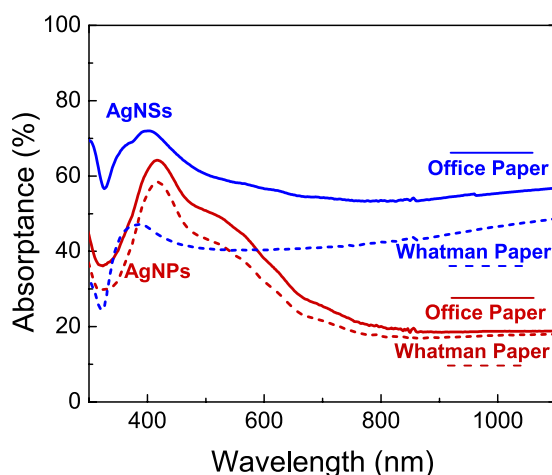 100
80
60
40
20
0
Absorptance (%)
AgNSs
Office Paper
Whatman Paper
AgNPs
Office Paper
Whatman Paper
400 600 800 1000
Wavelength (nm)